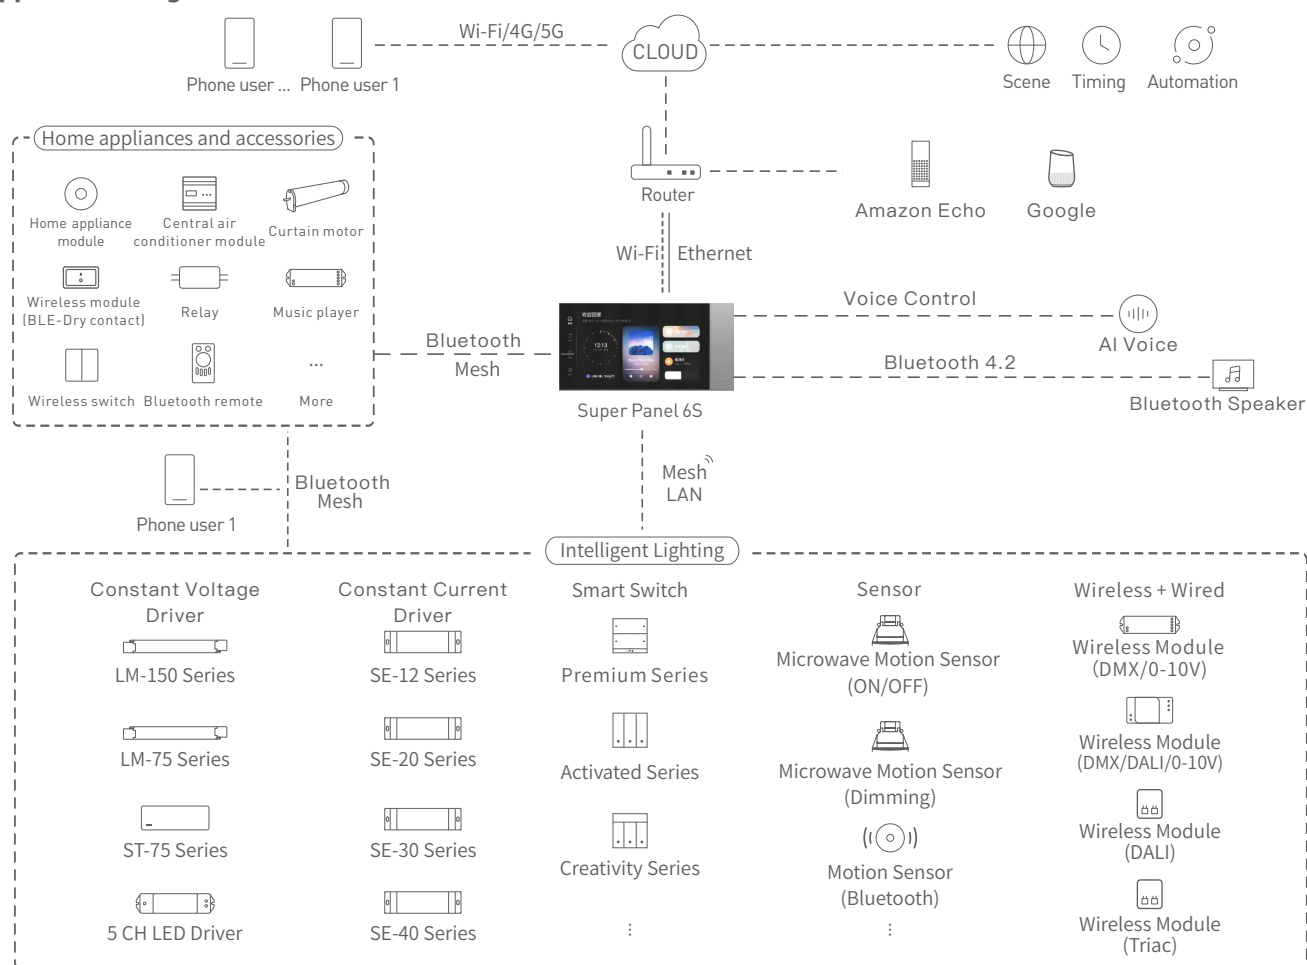 Wi-Fi/4G/5G
CLOUD
Phone user ...
Phone user 1
Scene
Timing
Automation
Home appliances and accessories
Home appliance
module
Central air
conditioner module
Curtain motor
Wireless module
(BLE-Dry contact)
Relay
Music player
Wireless switch
Bluetooth remote
...
More
Router
Amazon Echo
Google
Wi-Fi
Ethernet
Bluetooth
Mesh
12:13
Super Panel 6S
Voice Control
AI Voice
Bluetooth 4.2
Bluetooth Speaker
Phone user 1
Bluetooth
Mesh
Mesh
LAN
Intelligent Lighting
Constant Voltage
Driver
LM-150 Series
LM-75 Series
ST-75 Series
5 CH LED Driver
Constant Current
Driver
SE-12 Series
SE-20 Series
SE-30 Series
SE-40 Series
Smart Switch
Premium Series
Activated Series
Creativity Series
Sensor
Microwave Motion Sensor
(ON/OFF)
Microwave Motion Sensor
(Dimming)
Motion Sensor
(Bluetooth)
Wireless + Wired
Wireless Module
(DMX/0-10V)
Wireless Module
(DMX/DALI/0-10V)
Wireless Module
(DALI)
Wireless Module
(Triac)